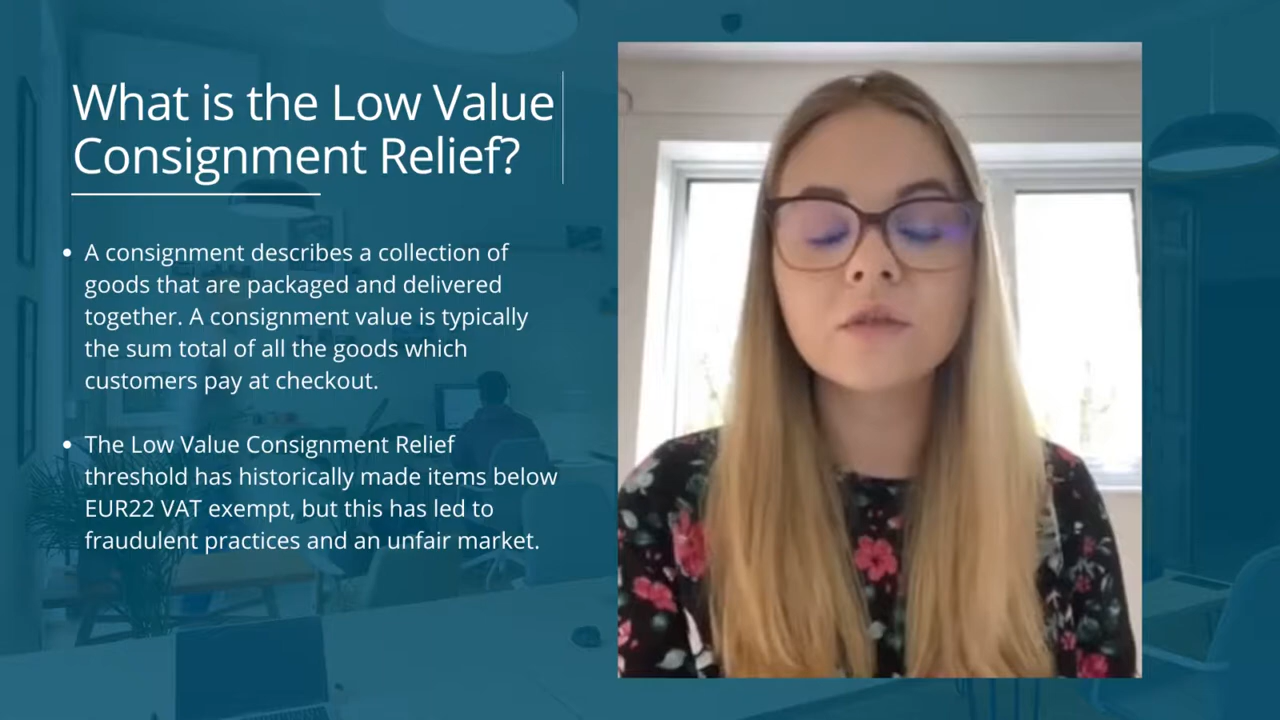 What is the Low Value
Consignment Relief?
• A consignment describes a collection of
goods that are packaged and delivered
together. A consignment value is typically
the sum total of all the goods which
customers pay at checkout.
• The Low Value Consignment Relief
threshold has historically made items below
EUR22 VAT exempt, but this has led to
fraudulent practices and an unfair market.